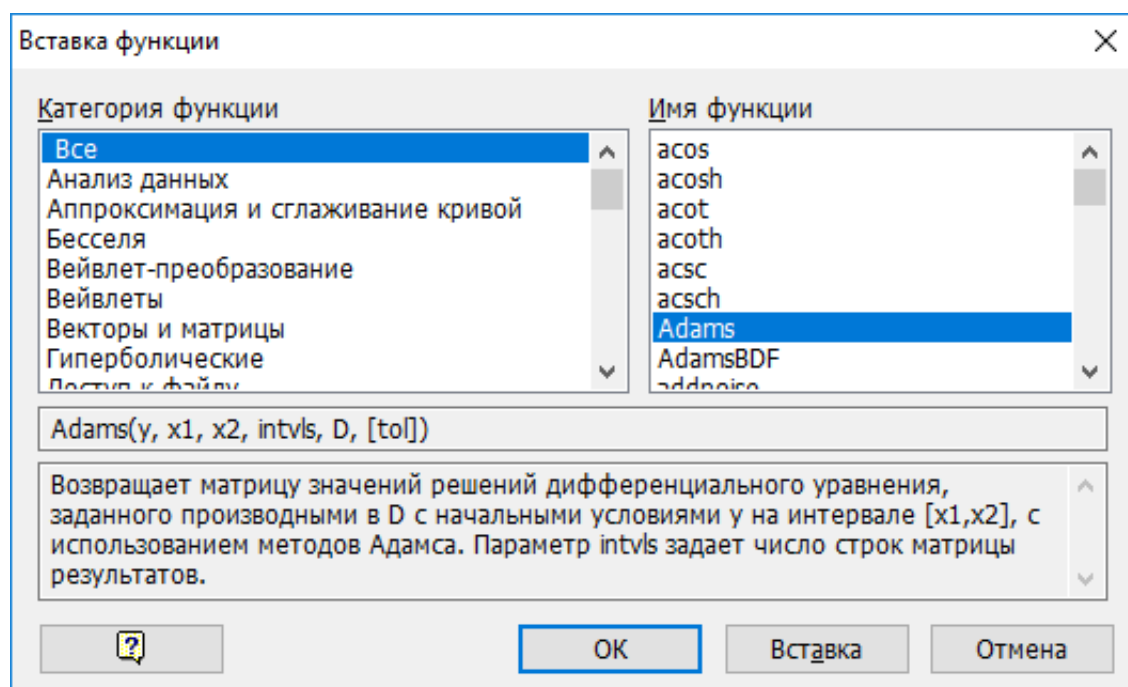 Вставка функции
Категория функции
Имя функции
Все
Анализ данных
Аппроксимация и сглаживание кривой
Бесселя
Вейвлет-преобразование
Вейвлеты
Векторы и матрицы
Гиперболические
Доступ к файлу
acos
acosh
acot
acoth
acsc
acsch
Adams
AdamsBDF
addnoise
Adams(y, x1, x2, intvls, D, [tol])
Возвращает матрицу значений решений дифференциального уравнения,
заданного производными в D с начальными условиями y на интервале [x1,x2], с
использованием методов Адамса. Параметр intvls задает число строк матрицы
результатов.
OK
Вставка
Отмена